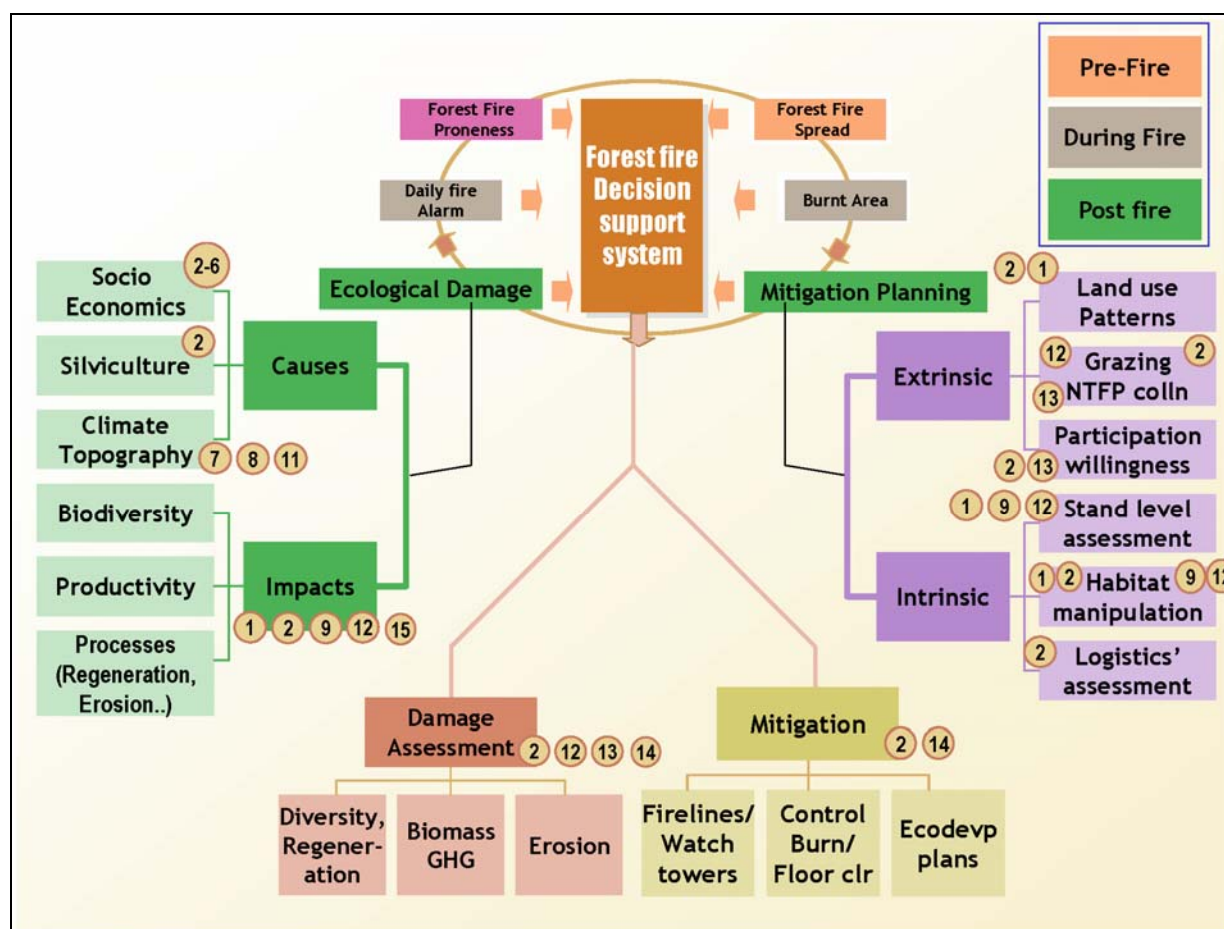 Pre-Fire
During Fire
Post fire
Forest Fire
Proneness
Forest Fire
Spread
Forest fire
Decision
support
system
Daily fire
Alarm
Burnt Area
Ecological Damage
Mitigation Planning
Socio
Economics
2-6
Silviculture
2
Climate
Topography
7 8 11
Causes
Biodiversity
Productivity
Processes
(Regeneration,
Erosion..)
Impacts
1 2 9 12 15
Extrinsic
2 1
Land use
Patterns
12
Grazing
2
NTFP colln
13
Participation
willingness
2 13
Intrinsic
1 9 12
Stand level
assessment
1 2
Habitat
9 12
manipulation
2
Logistics’
assessment
Damage
Assessment
2 12 13 14
Diversity,
Regener-
ation
Biomass
GHG
Erosion
Mitigation
2 14
Firelines/
Watch
towers
Control
Burn/
Floor clr
Ecodevp
plans